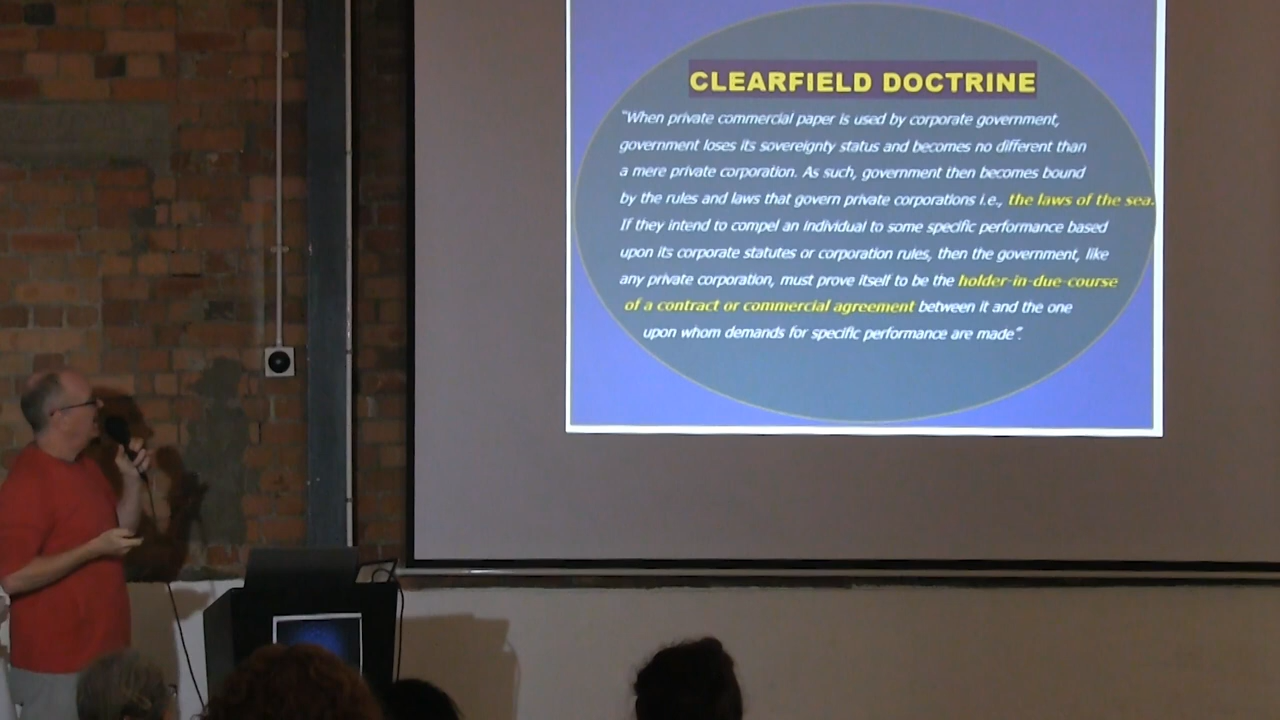 CLEARFIELD DOCTRINE
"When private commercial paper is used by corporate government,
government loses its sovereignty status and becomes no different than
a mere private corporation. As such, government then becomes bound
by the rules and laws that govern private corporations i.e., the laws of the sea.
If they intend to compel an individual to some specific performance based
upon its corporate statutes or corporation rules, then the government, like
any private corporation, must prove itself to be the holder-in-due-course
of a contract or commercial agreement between it and the one
upon whom demands for specific performance are made".